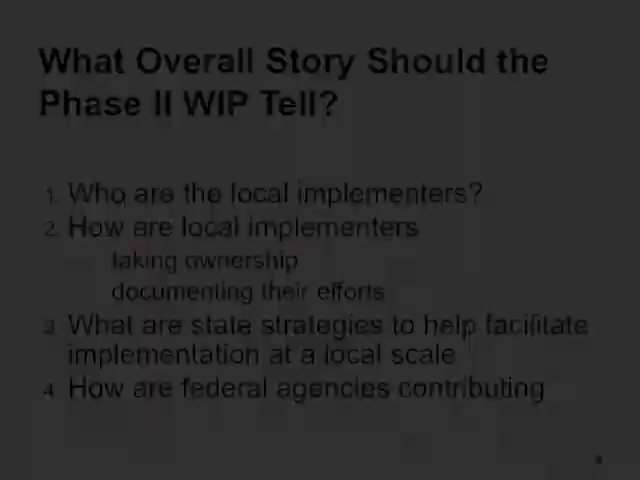 What Overall Story Should the
Phase II WIP Tell?
1. Who are the local implementers?
2. How are local implementers
taking ownership
documenting their efforts
3. What are state strategies to help facilitate
implementation at a local scale
4. How are federal agencies contributing